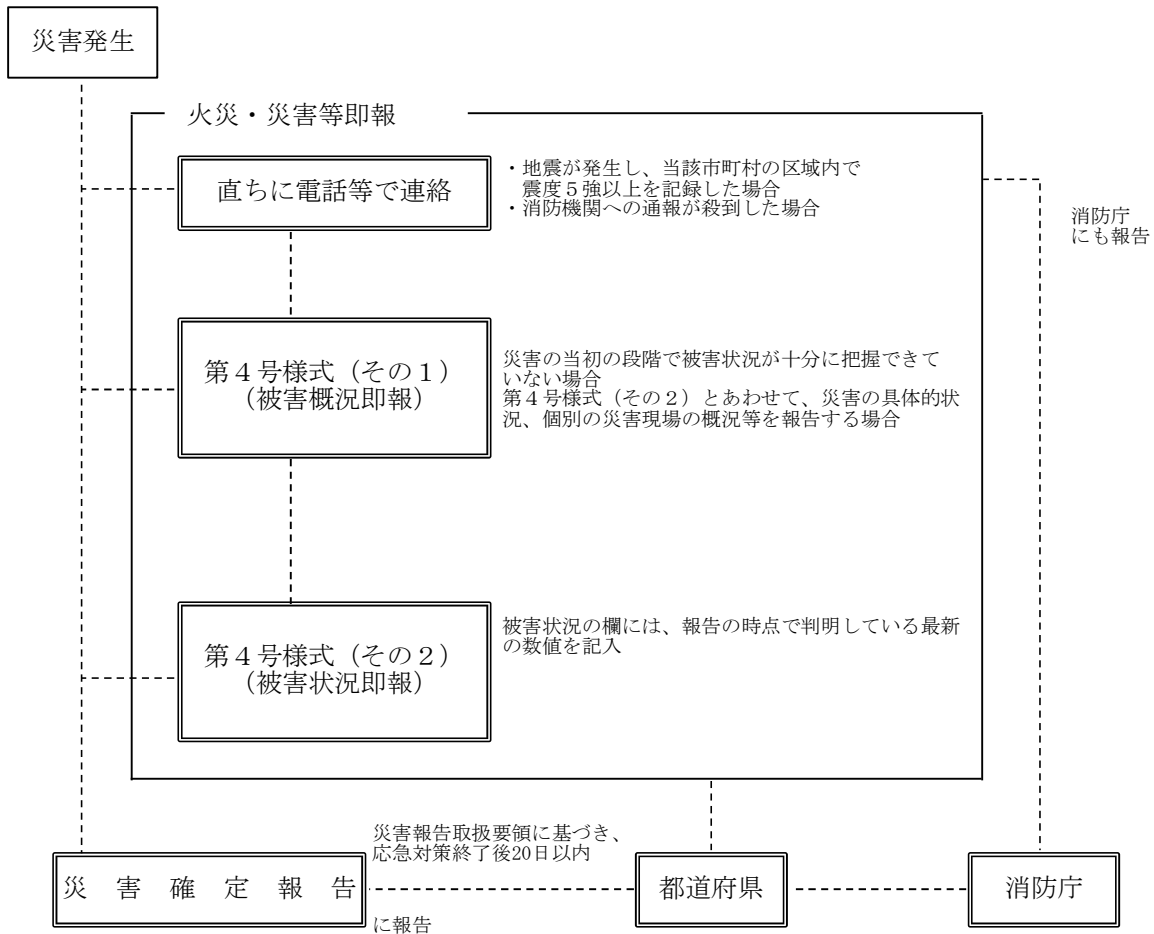 災害発生
火災・災害等即報
直ちに電話等で連絡
・地震が発生し、当該市町村の区域内で
震度５強以上を記録した場合
・消防機関への通報が殺到した場合
消防庁
にも報告
第４号様式（その１）
（被害概況即報）
災害の当初の段階で被害状況が十分に把握できて
いない場合
第４号様式（その２）とあわせて、災害の具体的状
況、個別の災害現場の概況等を報告する場合
第４号様式（その２）
（被害状況即報）
被害状況の欄には、報告の時点で判明している最新
の数値を記入
災害報告取扱要領に基づき、
応急対策終了後20日以内
災　害　確　定　報　告
に報告
都道府県
消防庁